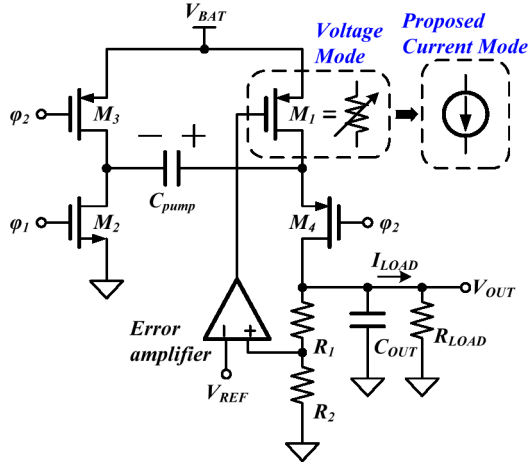 V_BAT
Voltage
Mode
Proposed
Current Mode
φ2
M3
M1 =
− +
C_pump
φ1
M2
M4
φ2
I_LOAD
V_OUT
Error
amplifier
− +
V_REF
R1
C_OUT
R_LOAD
R2